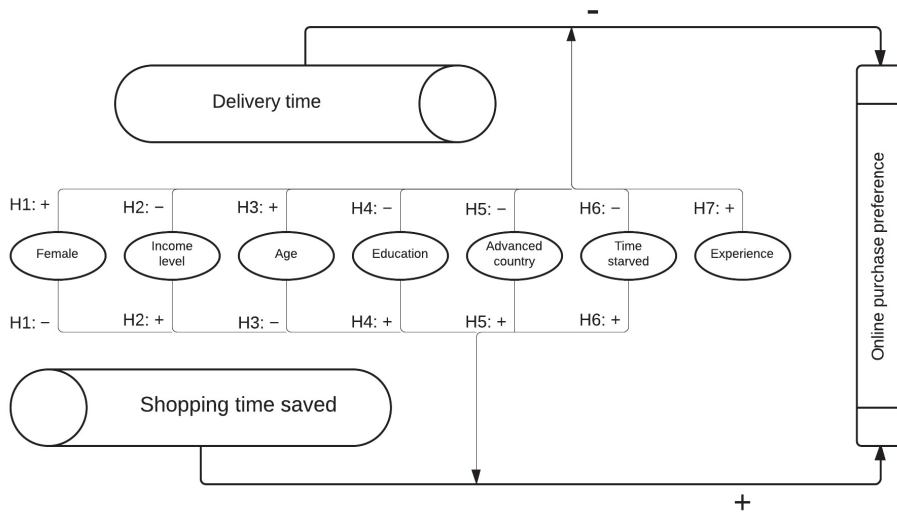 -
Delivery time
H1: +
H2: −
H3: +
H4: −
H5: −
H6: −
H7: +
Female
Income
level
Age
Education
Advanced
country
Time
starved
Experience
H1: −
H2: +
H3: −
H4: +
H5: +
H6: +
Shopping time saved
+
Online purchase preference